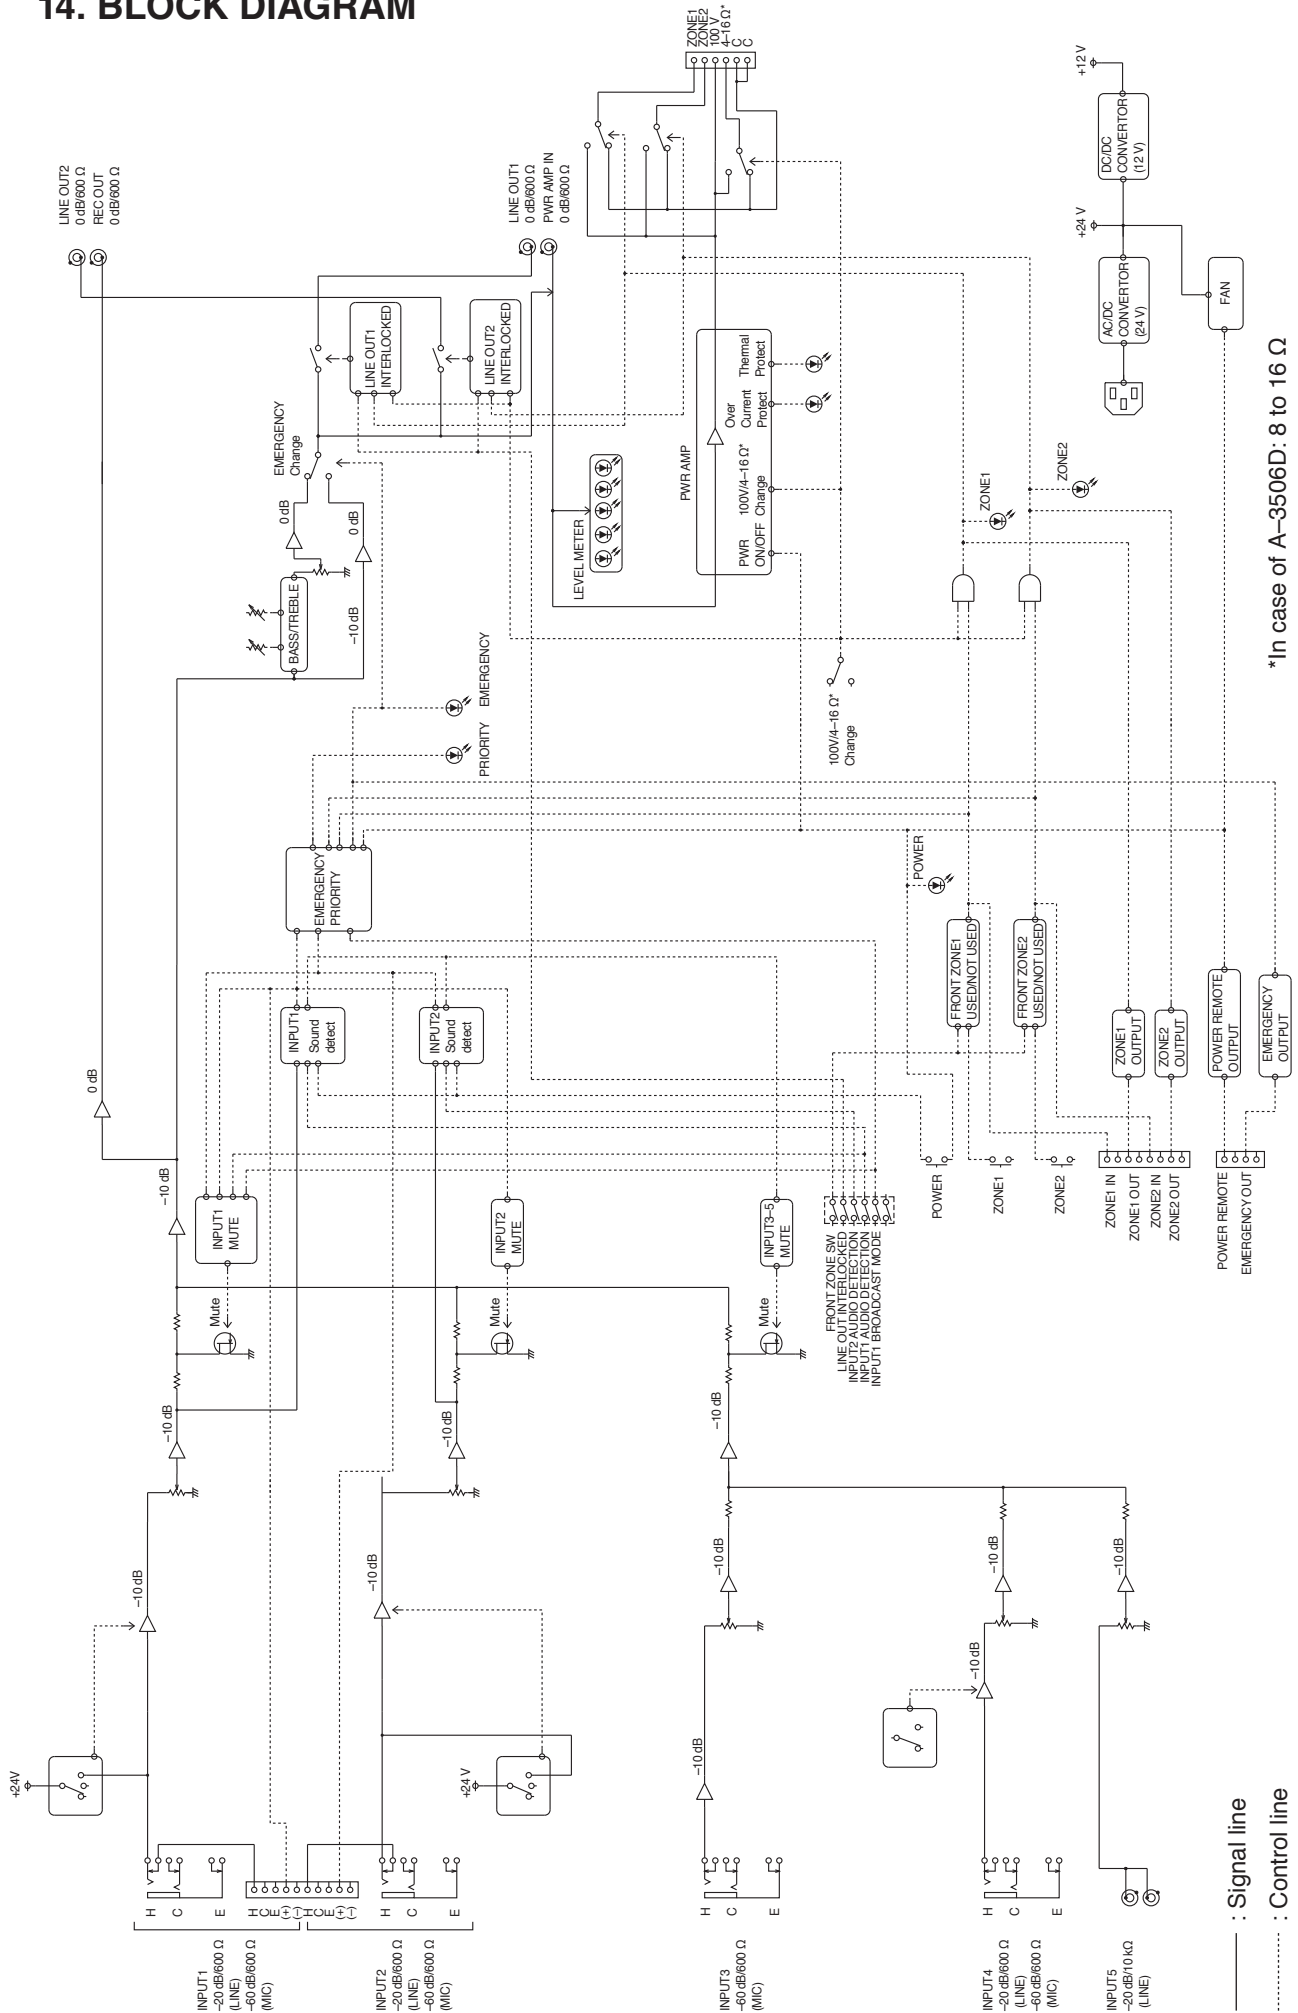 14. BLOCK DIAGRAM
INPUT1
–20 dB/600 Ω
(LINE)
–60 dB/600 Ω
(MIC)
H
C
E
H
C
E
(+)
(–)
H
C
E
(+)
(–)
INPUT2
–20 dB/600 Ω
(LINE)
–60 dB/600 Ω
(MIC)
H
C
E
INPUT3
–60 dB/600 Ω
(MIC)
H
C
E
INPUT4
–20 dB/600 Ω
(LINE)
–60 dB/600 Ω
(MIC)
H
C
E
INPUT5
–20 dB/10 kΩ
(LINE)
+24V
+24 V
–10 dB
–10 dB
–10 dB
–10 dB
–10 dB
–10 dB
–10 dB
–10 dB
–10 dB
–10 dB
–10 dB
Mute
Mute
Mute
INPUT1
MUTE
INPUT2
MUTE
INPUT3–5
MUTE
INPUT1
Sound
detect
INPUT2
Sound
detect
EMERGENCY
PRIORITY
FRONT ZONE SW
LINE OUT INTERLOCKED
INPUT2 AUDIO DETECTION
INPUT1 AUDIO DETECTION
INPUT1 BROADCAST MODE
POWER
ZONE1
ZONE2
ZONE1 IN
ZONE1 OUT
ZONE2 IN
ZONE2 OUT
POWER REMOTE
EMERGENCY OUT
FRONT ZONE1
USED/NOT USED
FRONT ZONE2
USED/NOT USED
ZONE1
OUTPUT
ZONE2
OUTPUT
POWER REMOTE
OUTPUT
EMERGENCY
OUTPUT
POWER
PRIORITY
EMERGENCY
0 dB
BASS/TREBLE
–10 dB
0 dB
0 dB
EMERGENCY
Change
LINE OUT1
INTERLOCKED
LINE OUT2
INTERLOCKED
LEVEL METER
PWR AMP
PWR
ON/OFF
100V/4–16 Ω*
Change
Over
Current
Protect
Thermal
Protect
100V/4–16 Ω*
Change
ZONE1
ZONE2
LINE OUT2
0 dB/600 Ω
REC OUT
0 dB/600 Ω
LINE OUT1
0 dB/600 Ω
PWR AMP IN
0 dB/600 Ω
ZONE1
ZONE2
100 V
4–16 Ω*
C
C
AC/DC
CONVERTOR
(24 V)
+24 V
DC/DC
CONVERTOR
(12 V)
+12 V
FAN
*In case of A–3506D: 8 to 16 Ω
: Signal line
: Control line